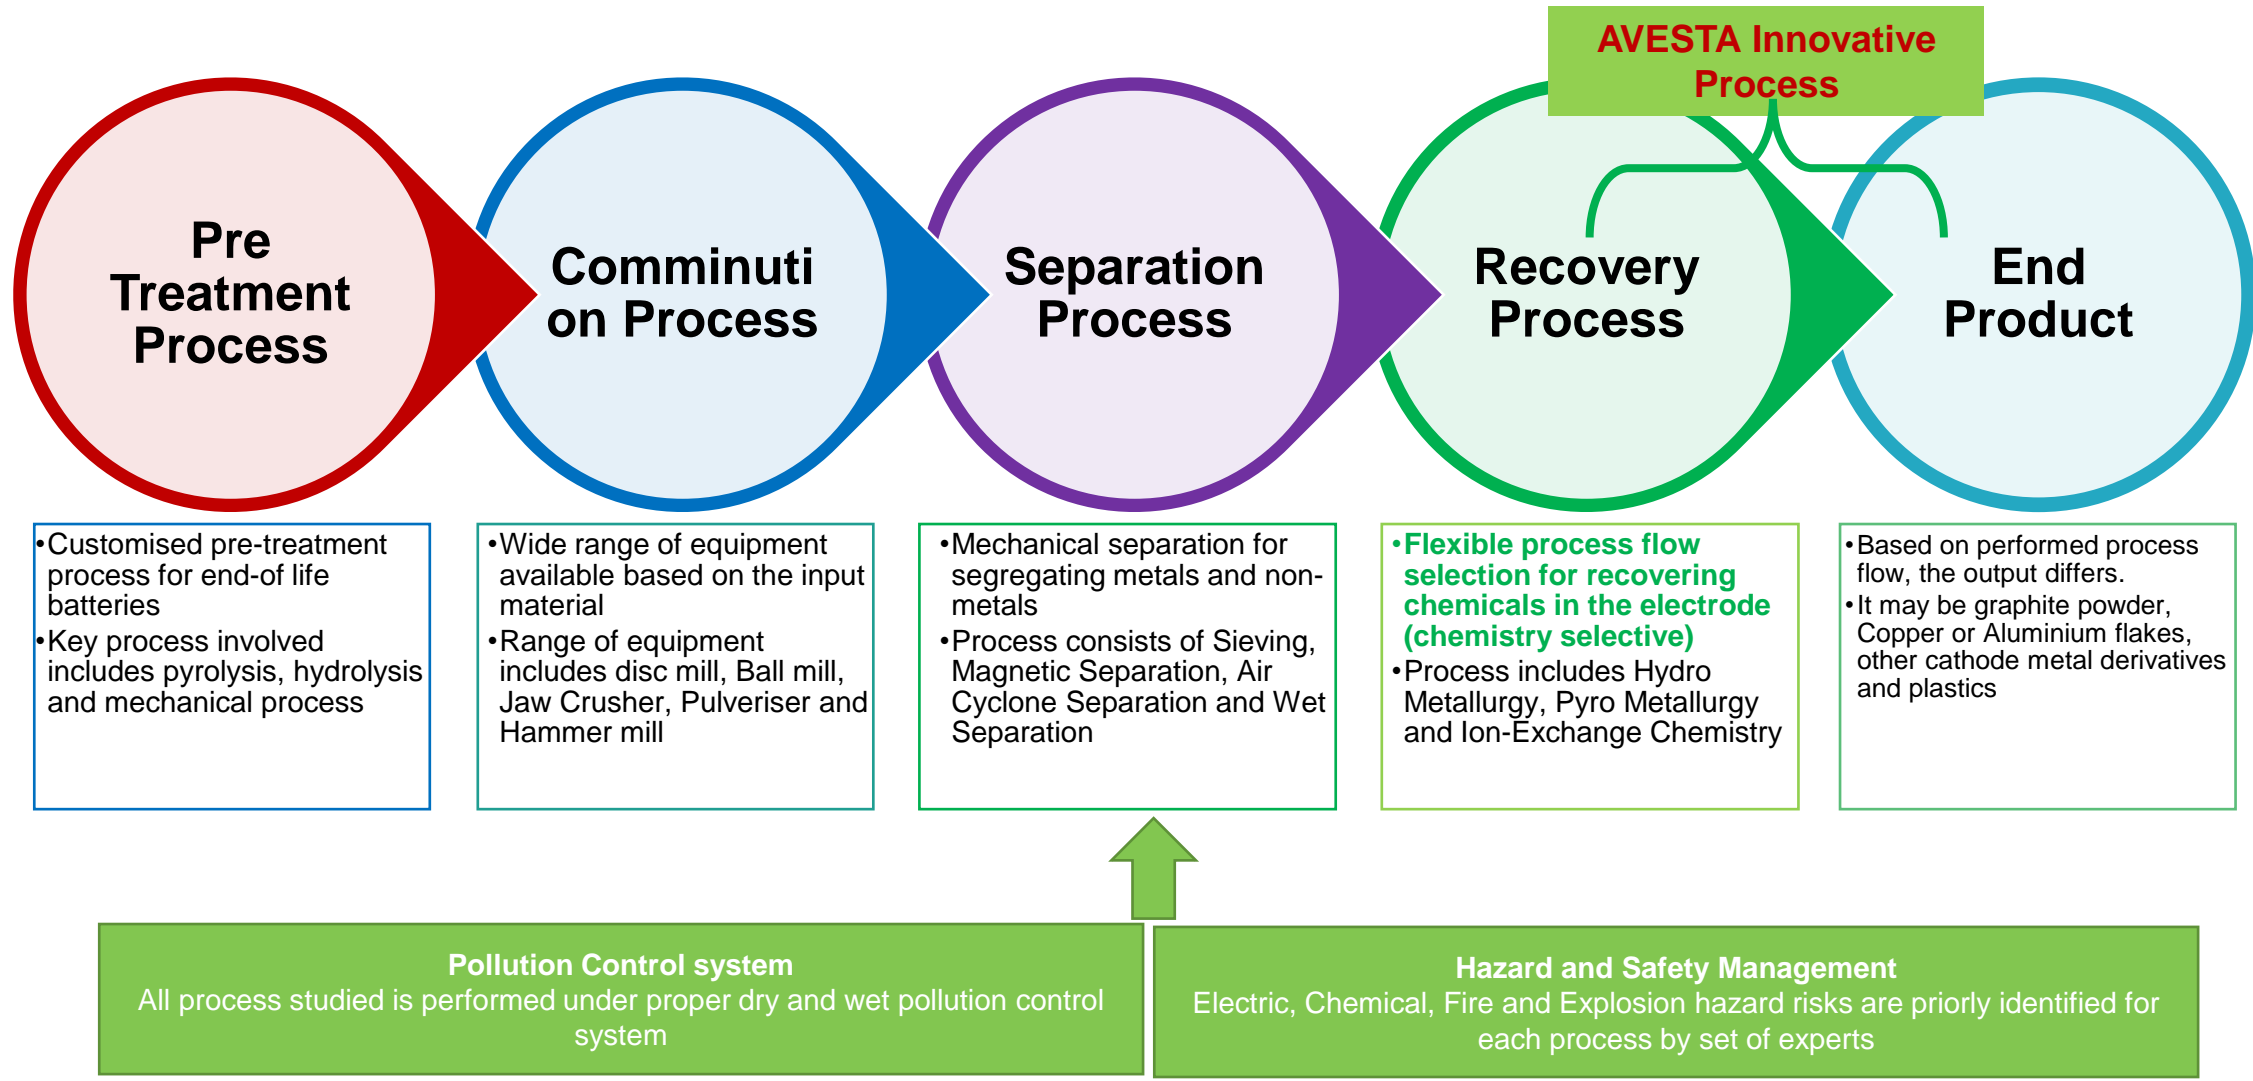 AVESTA Innovative
Process
Pre
Treatment
Process
Comminuti
on Process
Separation
Process
Recovery
Process
End
Product
•Customised pre-treatment
process for end-of life
batteries
•Key process involved
includes pyrolysis, hydrolysis
and mechanical process
•Wide range of equipment
available based on the input
material
•Range of equipment
includes disc mill, Ball mill,
Jaw Crusher, Pulveriser and
Hammer mill
•Mechanical separation for
segregating metals and non-
metals
•Process consists of Sieving,
Magnetic Separation, Air
Cyclone Separation and Wet
Separation
•Flexible process flow
selection for recovering
chemicals in the electrode
(chemistry selective)
•Process includes Hydro
Metallurgy, Pyro Metallurgy
and Ion-Exchange Chemistry
•Based on performed process
flow, the output differs.
•It may be graphite powder,
Copper or Aluminium flakes,
other cathode metal derivatives
and plastics
Pollution Control system
All process studied is performed under proper dry and wet pollution control
system
Hazard and Safety Management
Electric, Chemical, Fire and Explosion hazard risks are priorly identified for
each process by set of experts